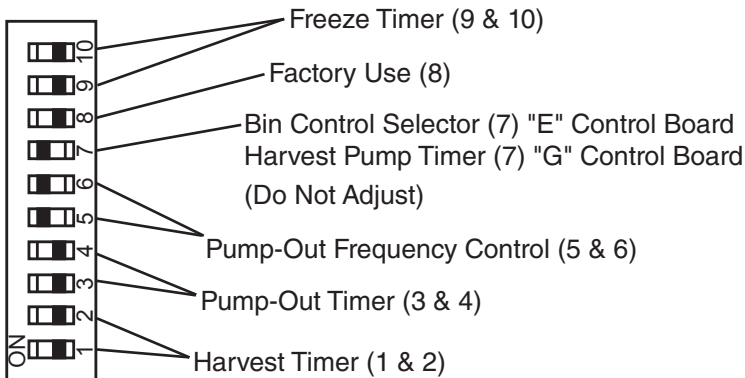 Freeze Timer (9 & 10)
Factory Use (8)
Bin Control Selector (7) "E" Control Board
Harvest Pump Timer (7) "G" Control Board
(Do Not Adjust)
Pump-Out Frequency Control (5 & 6)
Pump-Out Timer (3 & 4)
Harvest Timer (1 & 2)
10
9
8
7
6
5
4
3
2
1
ON